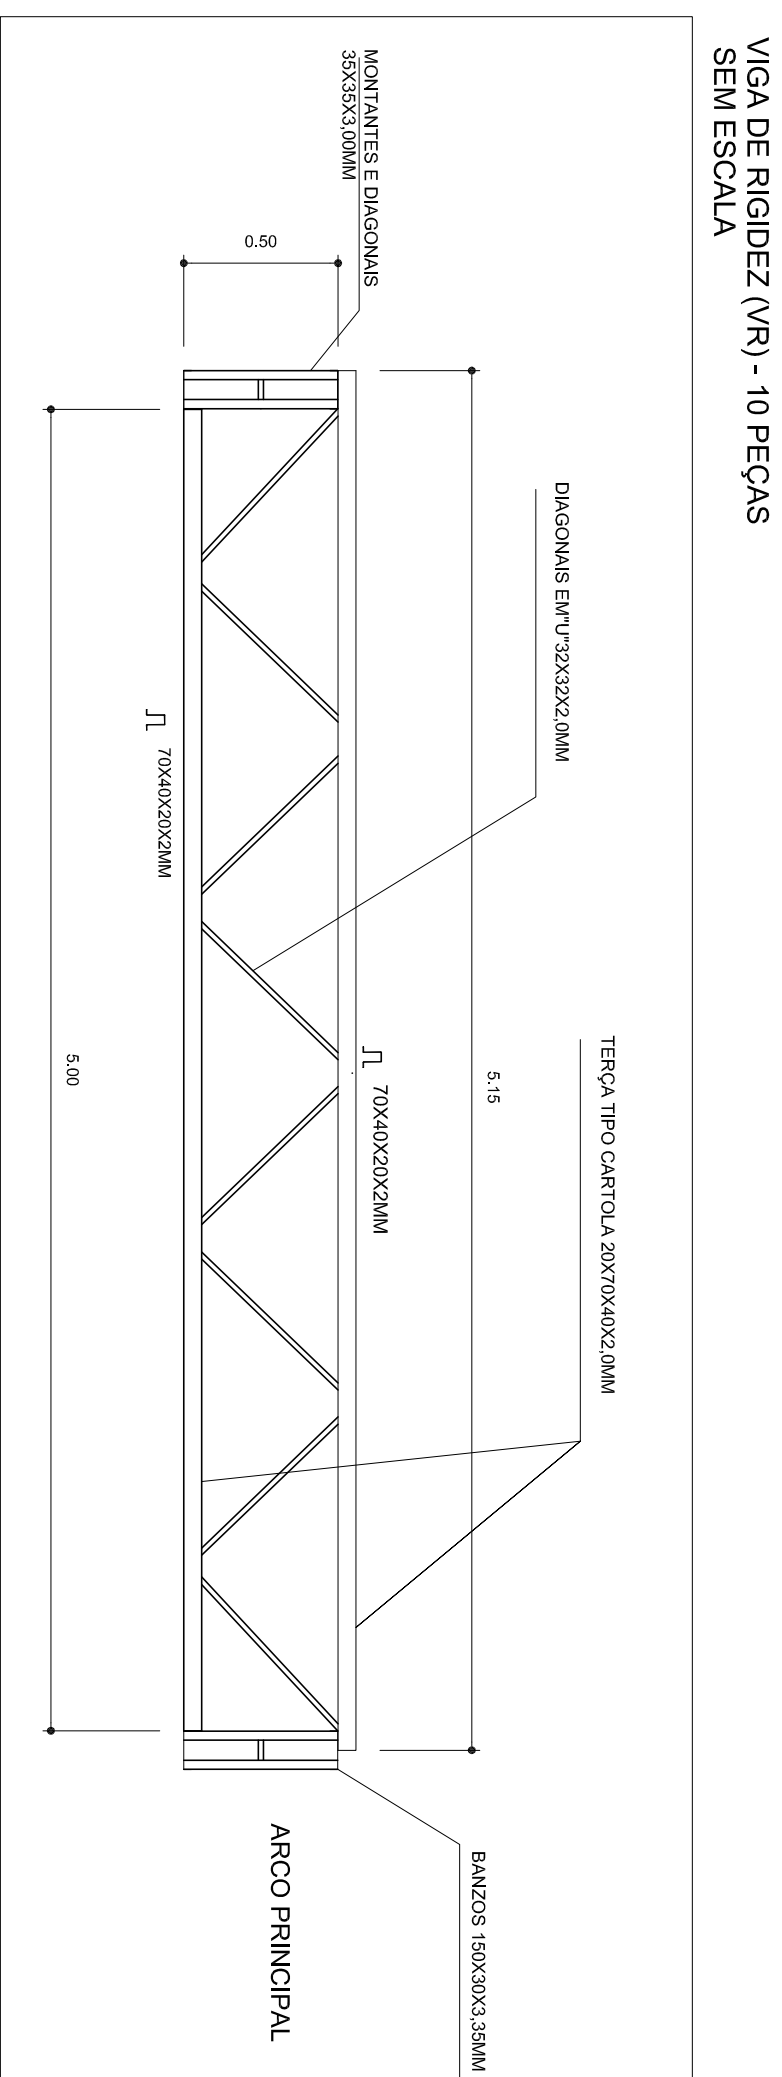 VIGA DE RIGIDEZ (VR) - 10 PEÇAS
SEM ESCALA
TERÇA TIPO CARTOLA 20X70X40X2,0MM
DIAGONAIS EM"U"32X32X2,0MM
5.15
BANZOS 150X30X3,35MM
MONTANTES E DIAGONAIS
35X35X3,00MM
70X40X20X2MM
0.50
ARCO PRINCIPAL
70X40X20X2MM
5.00